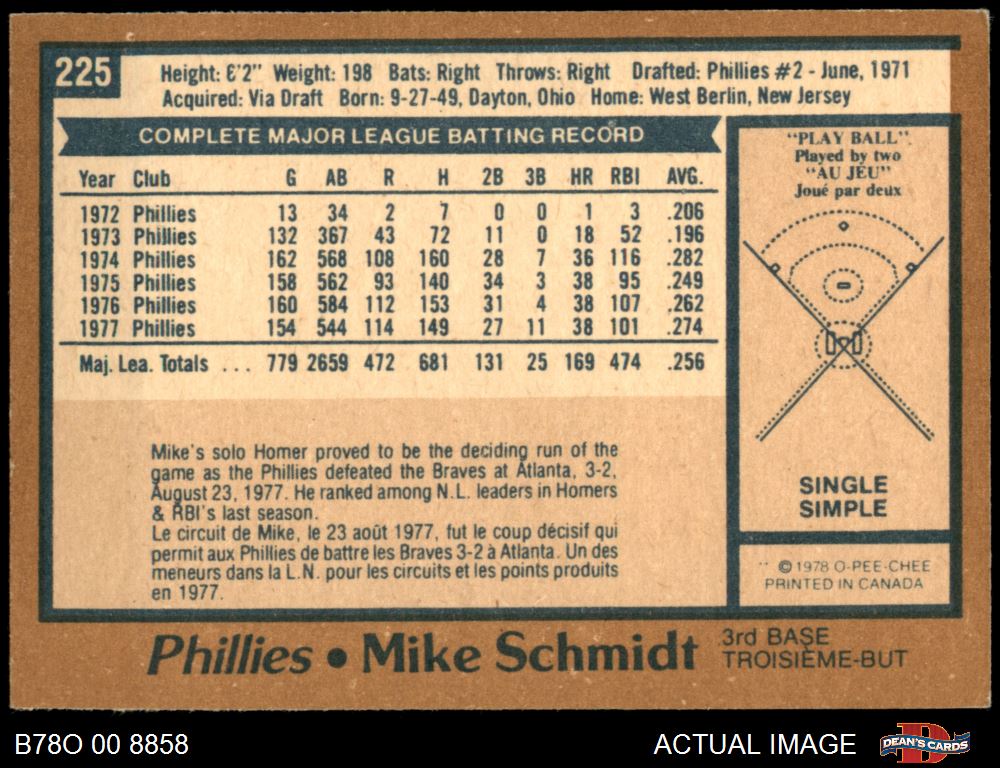 225
Height: 6'2" Weight: 198 Bats: Right Throws: Right Drafted: Phillies #2 - June, 1971
Acquired: Via Draft Born: 9-27-49, Dayton, Ohio Home: West Berlin, New Jersey
COMPLETE MAJOR LEAGUE BATTING RECORD
Year Club G AB R H 2B 3B HR RBI AVG.
1972 Phillies 13 34 2 7 0 0 1 3 .206
1973 Phillies 132 367 43 72 11 0 18 52 .196
1974 Phillies 162 568 108 160 28 7 36 116 .282
1975 Phillies 158 562 93 140 34 3 38 95 .249
1976 Phillies 160 584 112 153 31 4 38 107 .262
1977 Phillies 154 544 114 149 27 11 38 101 .274
Maj. Lea. Totals ... 779 2659 472 681 131 25 169 474 .256
Mike's solo Homer proved to be the deciding run of the
game as the Phillies defeated the Braves at Atlanta, 3-2,
August 23, 1977. He ranked among N.L. leaders in Homers
& RBI's last season.
Le circuit de Mike, le 23 août 1977, fut le coup décisif qui
permit aux Phillies de battre les Braves 3-2 à Atlanta. Un des
meneurs dans la L.N. pour les circuits et les points produits
en 1977.
"PLAY BALL"
Played by two
"AU JEU"
Joué par deux
SINGLE
SIMPLE
© 1978 O-PEE-CHEE
PRINTED IN CANADA
Phillies • Mike Schmidt
3rd BASE
TROISIÈME-BUT
B78O 00 8858
ACTUAL IMAGE
DEAN'S CARDS